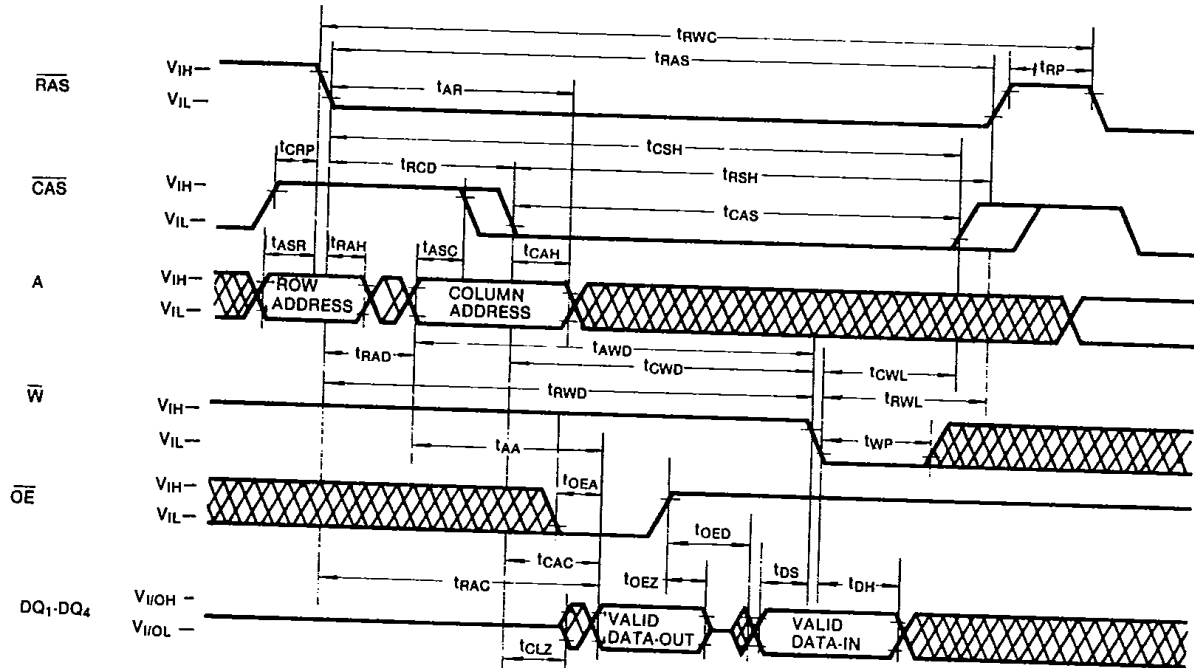 tRWC
tRAS
tRP
RAS
VIH
VIL
tAR
tCSH
tCRP
tRCD
tRSH
CAS
VIH
VIL
tCAS
tASR
tRAH
tASC
tCAH
A
VIH
VIL
ROW
ADDRESS
COLUMN
ADDRESS
tRAD
tAWD
tCWD
tCWL
tRWD
tRWL
W
VIH
VIL
tAA
tWP
OE
VIH
VIL
tOEA
tOED
tCAC
tOEZ
tRAC
tDS
tDH
DQ1-DQ4
VI/OH
VI/OL
VALID
DATA-OUT
VALID
DATA-IN
tCLZ